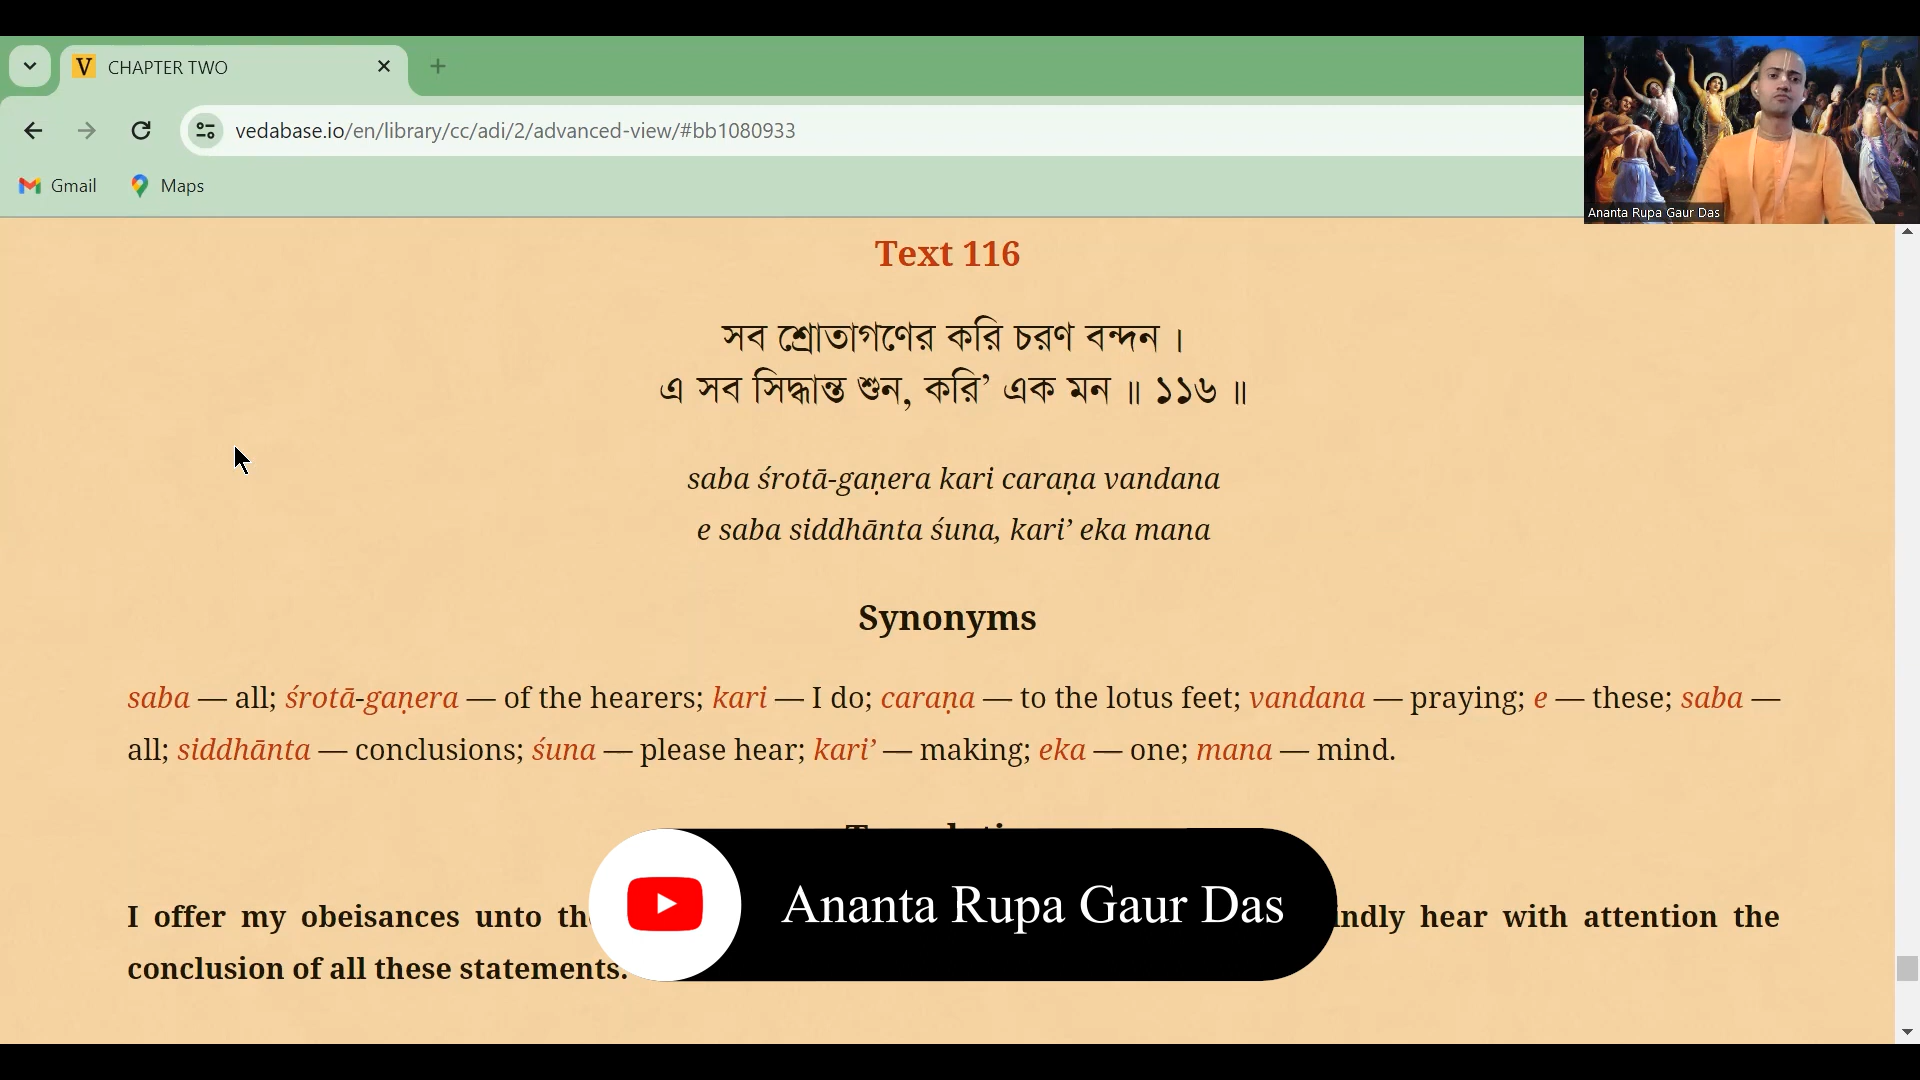 CHAPTER TWO
vedabase.io/en/library/cc/adi/2/advanced-view/#bb1080933
Gmail Maps
Ananta Rupa Gaur Das
Text 116
সব শ্রোতাগণের করি চরণ বন্দন ।
এ সব সিদ্ধান্ত শুন, করি’ এক মন ॥ ১১৬ ॥
saba śrotā-gaṇera kari caraṇa vandana
e saba siddhānta śuna, kari’ eka mana
Synonyms
saba — all; śrotā-gaṇera — of the hearers; kari — I do; caraṇa — to the lotus feet; vandana — praying; e — these; saba —
all; siddhānta — conclusions; śuna — please hear; kari’ — making; eka — one; mana — mind.
I offer my obeisances unto hear with attention the
conclusion of all these statements.
Ananta Rupa Gaur Das